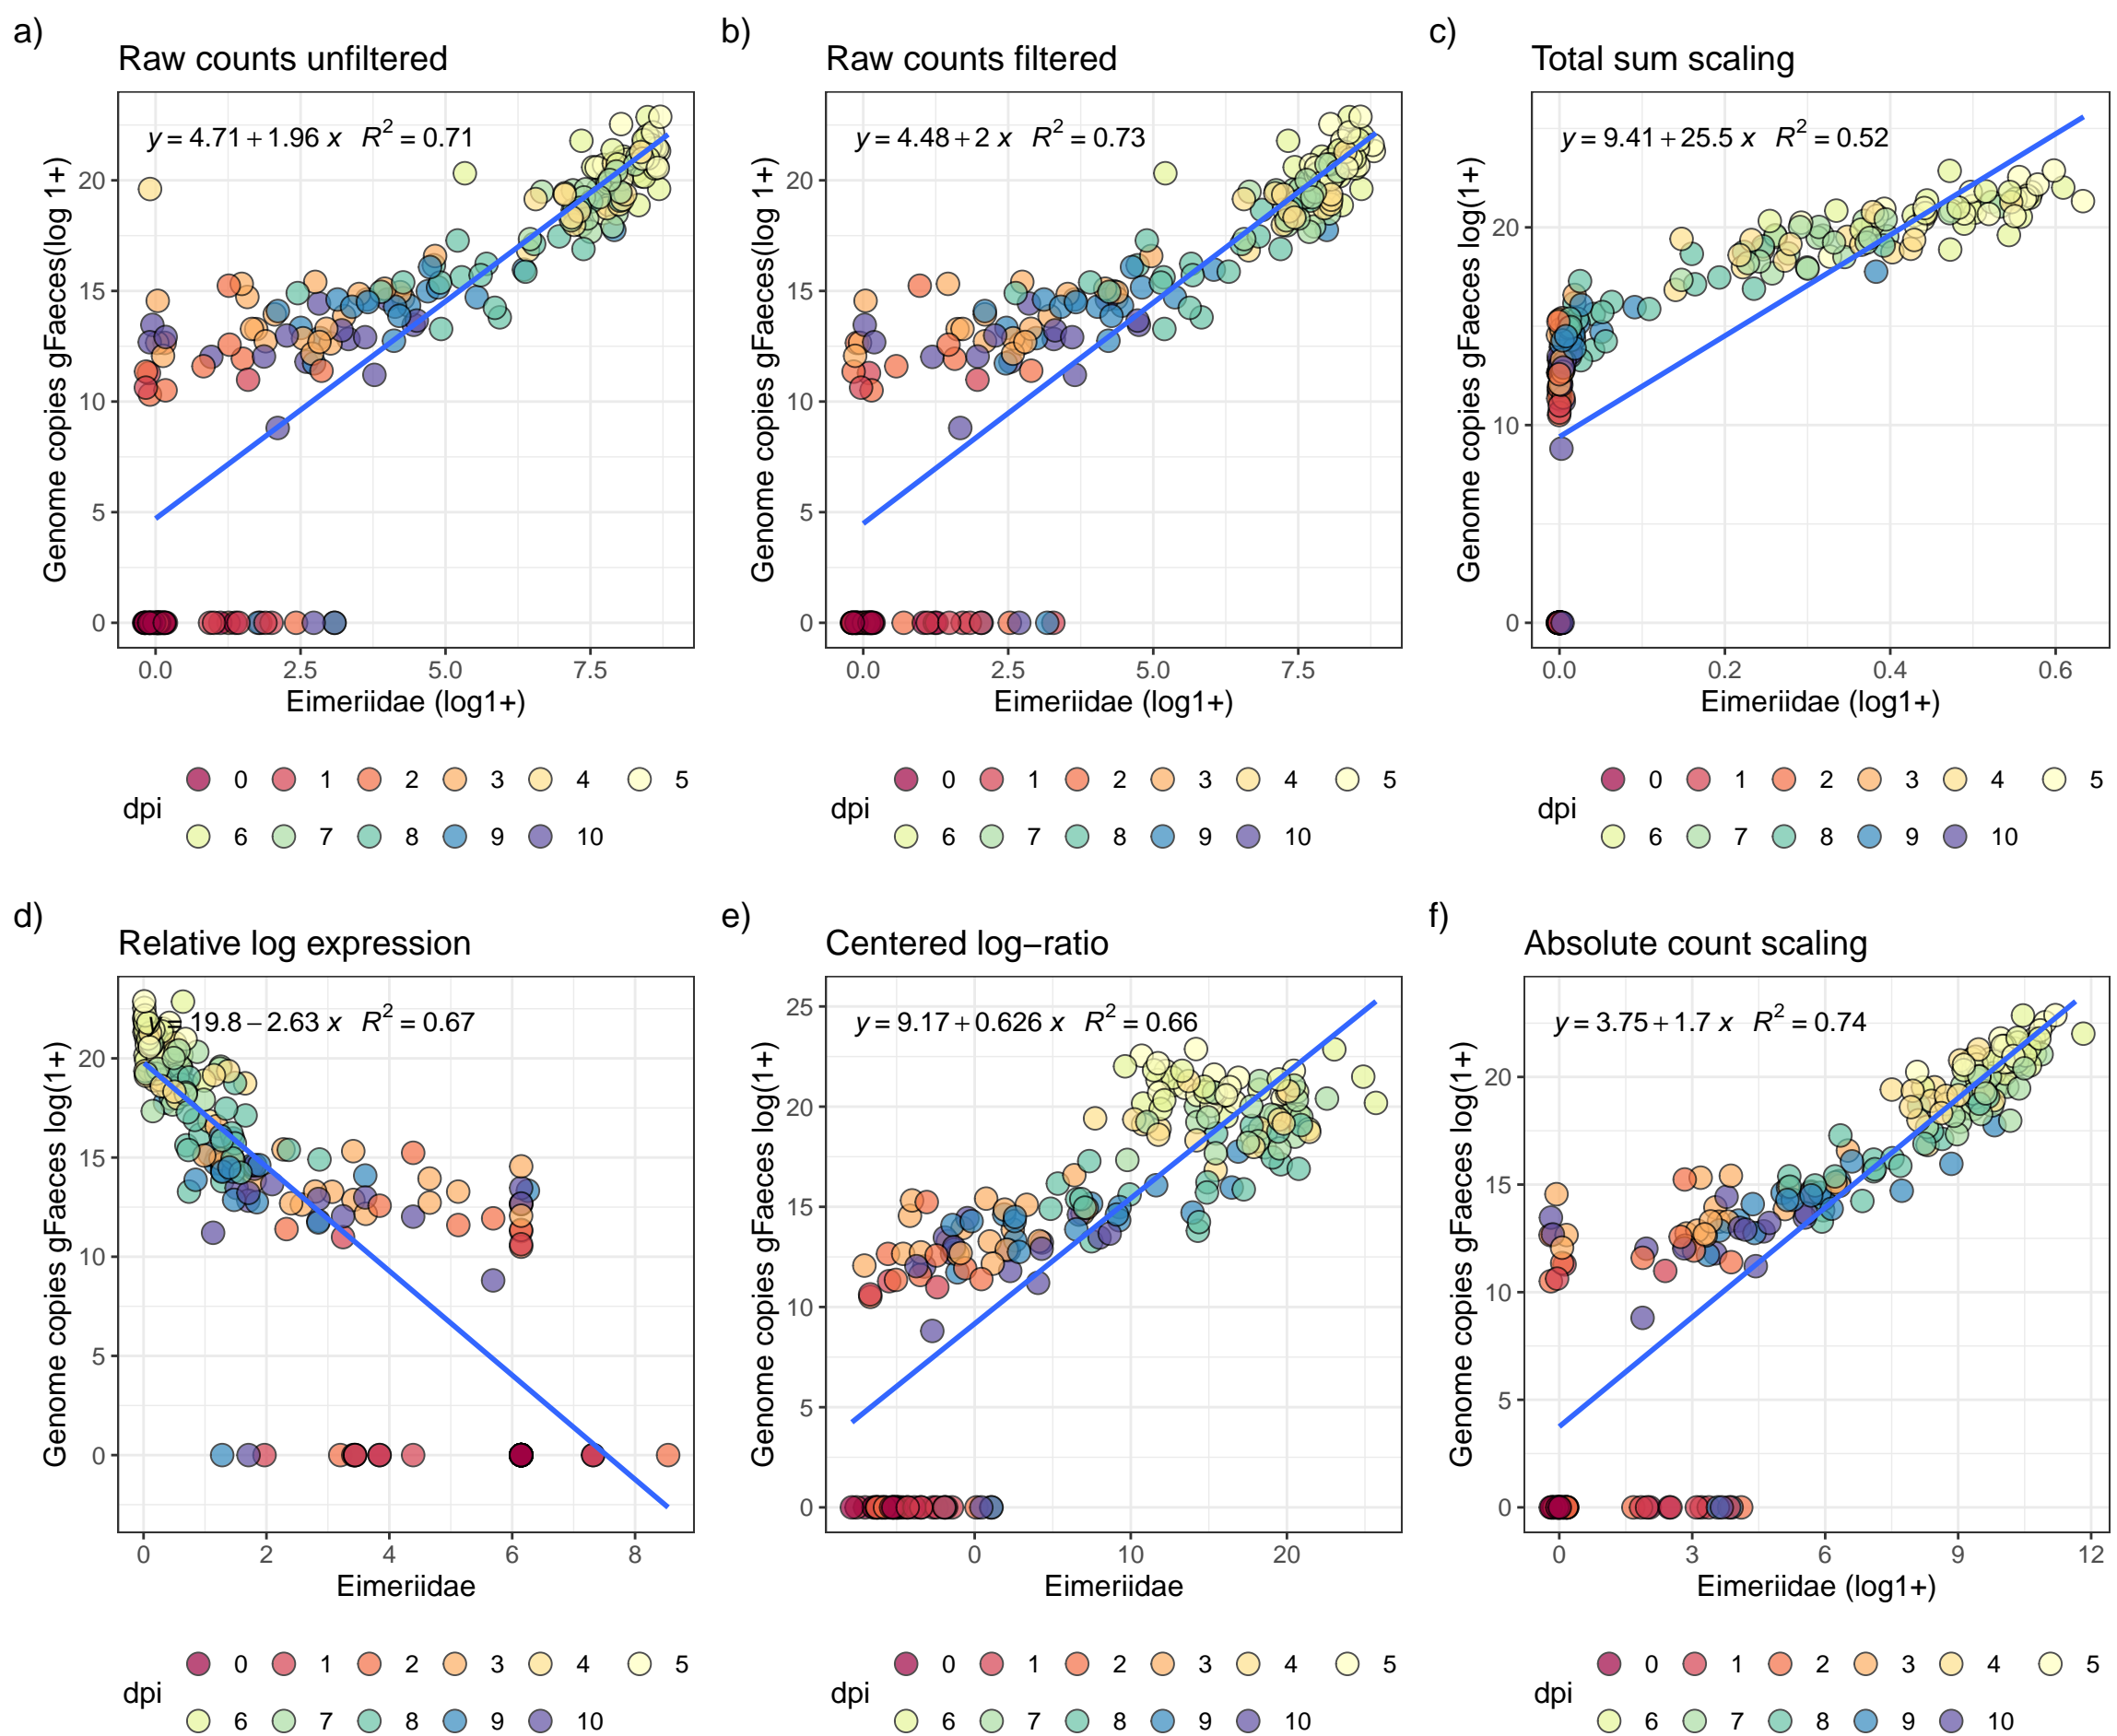 a)
Raw counts unfiltered
y = 4.71 + 1.96 x R² = 0.71
Genome copies gFaeces(log 1+)
20
15
10
5
0
0.0 2.5 5.0 7.5
Eimeriidae (log1+)
dpi
0 1 2 3 4 5
6 7 8 9 10
b)
Raw counts filtered
y = 4.48 + 2 x R² = 0.73
Genome copies gFaeces(log 1+)
20
15
10
5
0
0.0 2.5 5.0 7.5
Eimeriidae (log1+)
dpi
0 1 2 3 4 5
6 7 8 9 10
c)
Total sum scaling
y = 9.41 + 25.5 x R² = 0.52
Genome copies gFaeces log(1+)
20
10
0
0.0 0.2 0.4 0.6
Eimeriidae (log1+)
dpi
0 1 2 3 4 5
6 7 8 9 10
d)
Relative log expression
y = 19.8 − 2.63 x R² = 0.67
Genome copies gFaeces log(1+)
20
15
10
5
0
0 2 4 6 8
Eimeriidae
dpi
0 1 2 3 4 5
6 7 8 9 10
e)
Centered log−ratio
y = 9.17 + 0.626 x R² = 0.66
Genome copies gFaeces log(1+)
25
20
15
10
5
0
0 10 20
Eimeriidae
dpi
0 1 2 3 4 5
6 7 8 9 10
f)
Absolute count scaling
y = 3.75 + 1.7 x R² = 0.74
Genome copies gFaeces log(1+)
20
15
10
5
0
0 3 6 9 12
Eimeriidae (log1+)
dpi
0 1 2 3 4 5
6 7 8 9 10